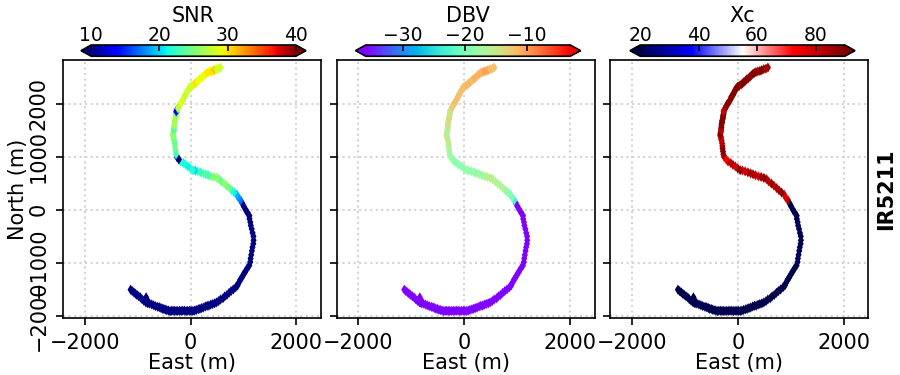 SNR DBV Xc
10 20 30 40 −30 −20 −10 20 40 60 80
North (m)
2000
1000
0
−1000
−2000
IR5211
−2000 0 2000 −2000 0 2000 −2000 0 2000
East (m) East (m) East (m)